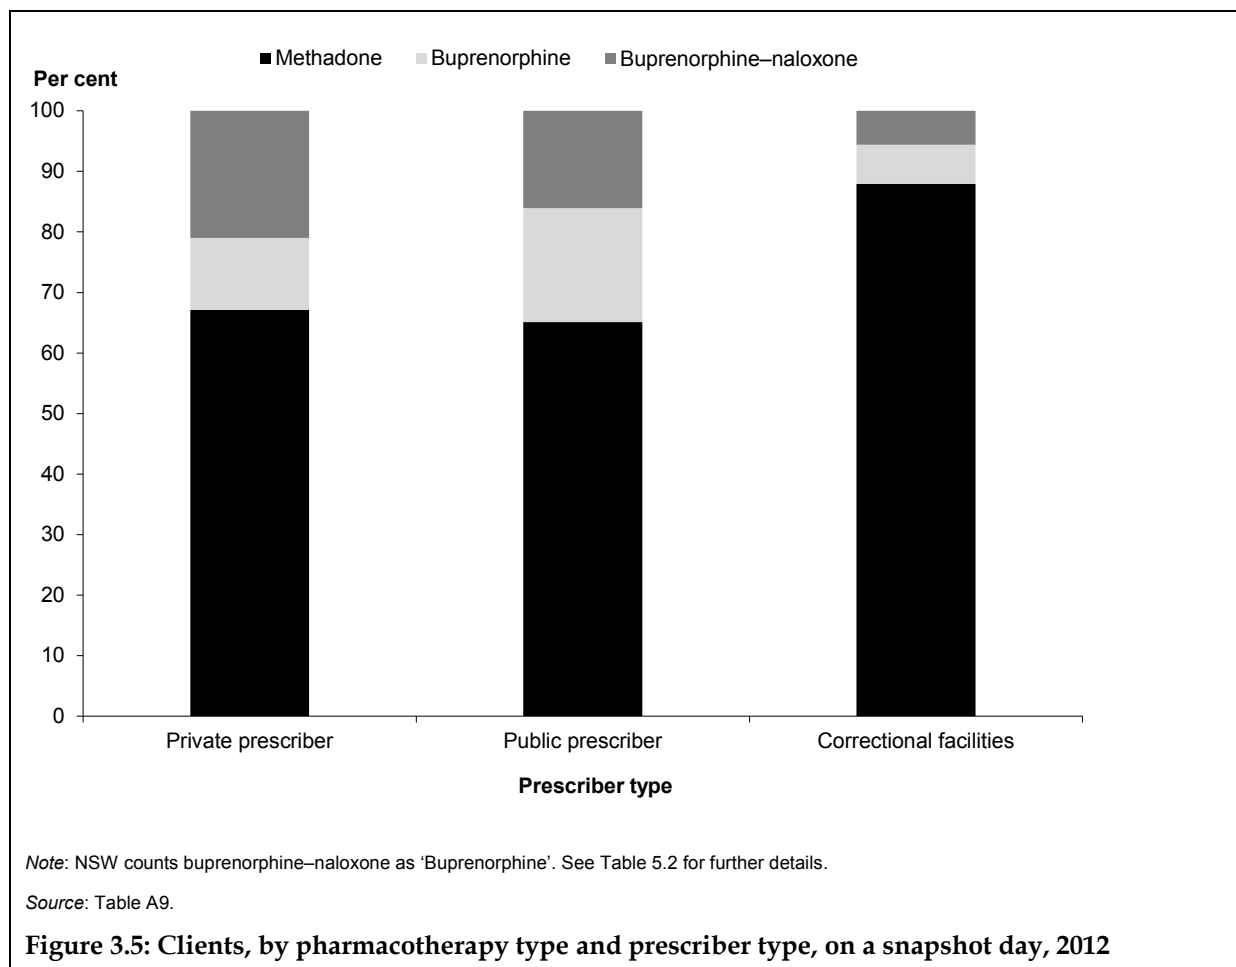 Methadone Buprenorphine Buprenorphine–naloxone
Per cent
100
90
80
70
60
50
40
30
20
10
0
Private prescriber Public prescriber Correctional facilities
Prescriber type
Note: NSW counts buprenorphine–naloxone as ‘Buprenorphine’. See Table 5.2 for further details.
Source: Table A9.
Figure 3.5: Clients, by pharmacotherapy type and prescriber type, on a snapshot day, 2012